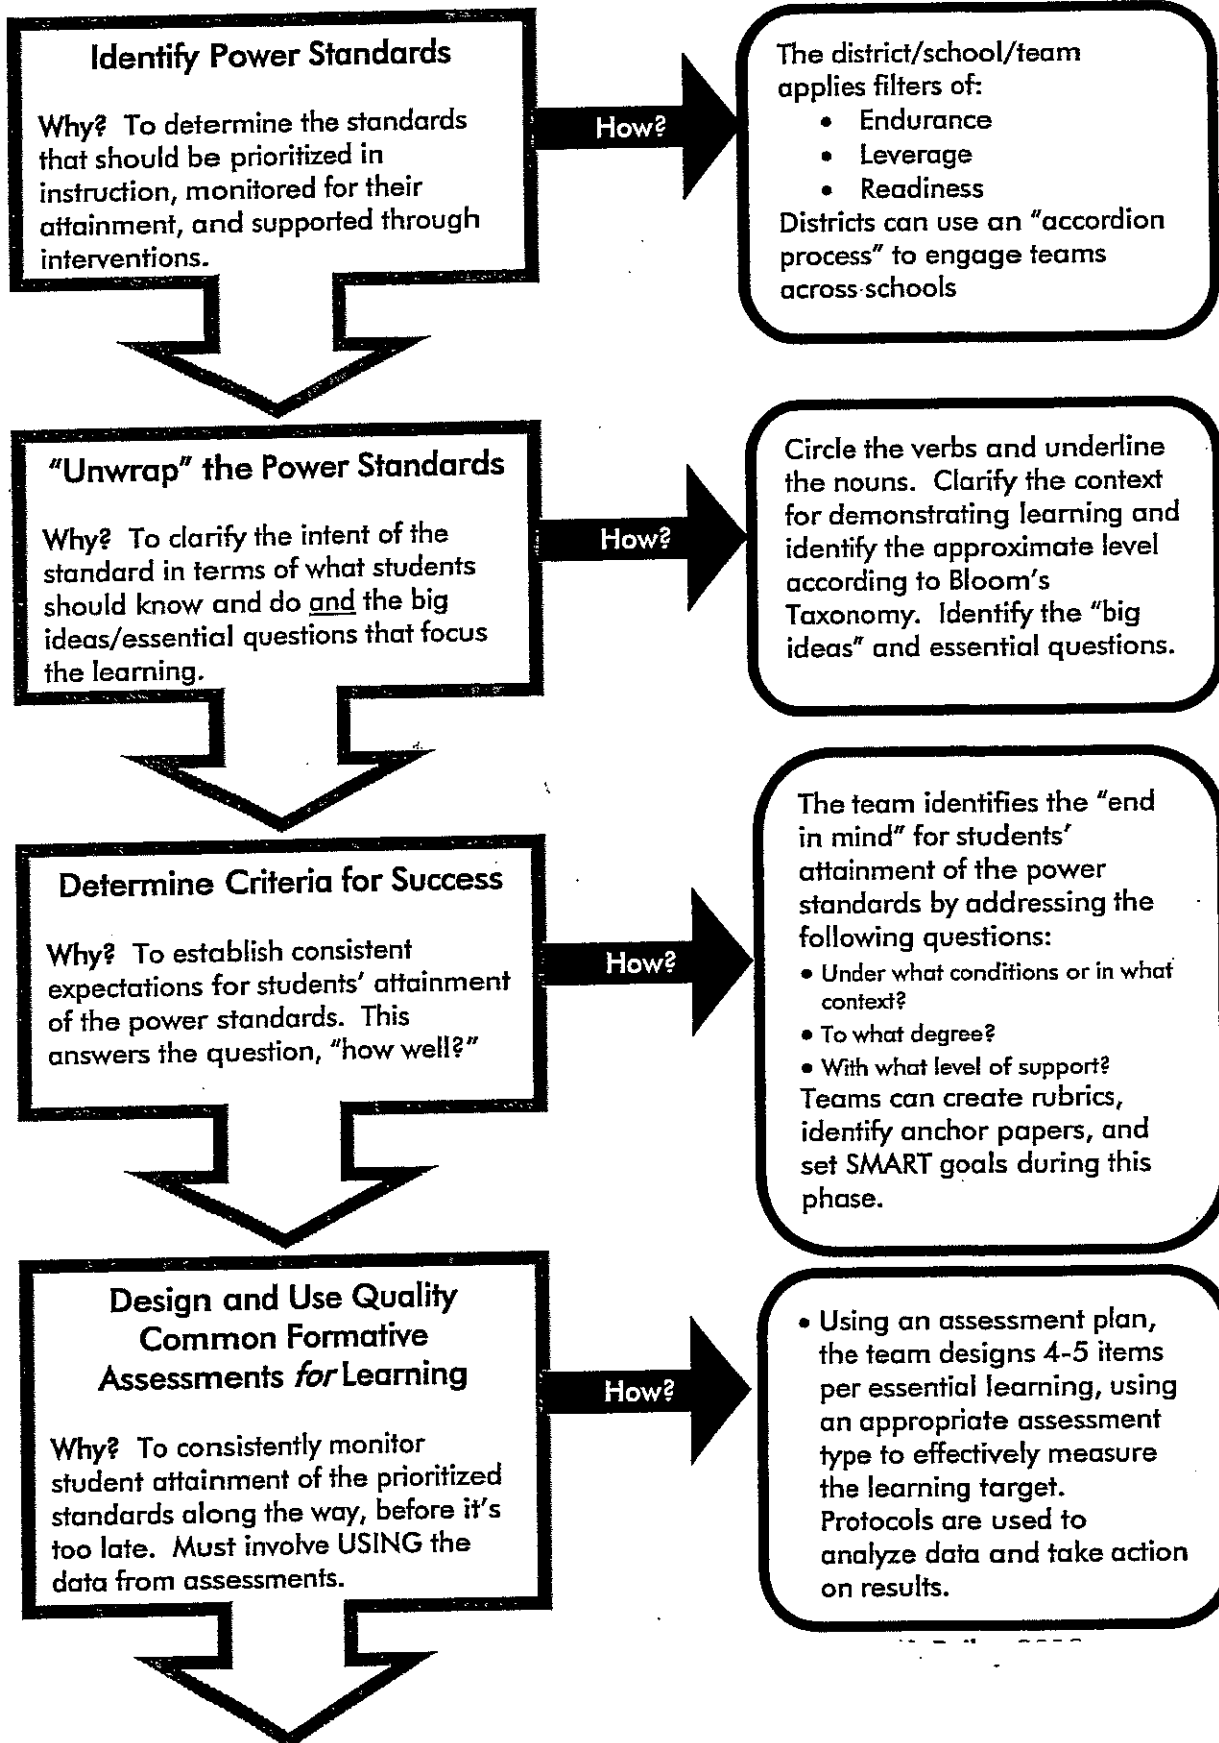 Identify Power Standards
Why? To determine the standards
that should be prioritized in
instruction, monitored for their
attainment, and supported through
interventions.
How?
The district/school/team
applies filters of:
• Endurance
• Leverage
• Readiness
Districts can use an "accordion
process" to engage teams
across schools
"Unwrap" the Power Standards
Why? To clarify the intent of the
standard in terms of what students
should know and do and the big
ideas/essential questions that focus
the learning.
How?
Circle the verbs and underline
the nouns. Clarify the context
for demonstrating learning and
identify the approximate level
according to Bloom's
Taxonomy. Identify the "big
ideas" and essential questions.
Determine Criteria for Success
Why? To establish consistent
expectations for students' attainment
of the power standards. This
answers the question, "how well?"
How?
The team identifies the "end
in mind" for students'
attainment of the power
standards by addressing the
following questions:
• Under what conditions or in what
context?
• To what degree?
• With what level of support?
Teams can create rubrics,
identify anchor papers, and
set SMART goals during this
phase.
Design and Use Quality
Common Formative
Assessments for Learning
Why? To consistently monitor
student attainment of the prioritized
standards along the way, before it's
too late. Must involve USING the
data from assessments.
How?
• Using an assessment plan,
the team designs 4-5 items
per essential learning, using
an appropriate assessment
type to effectively measure
the learning target.
Protocols are used to
analyze data and take action
on results.